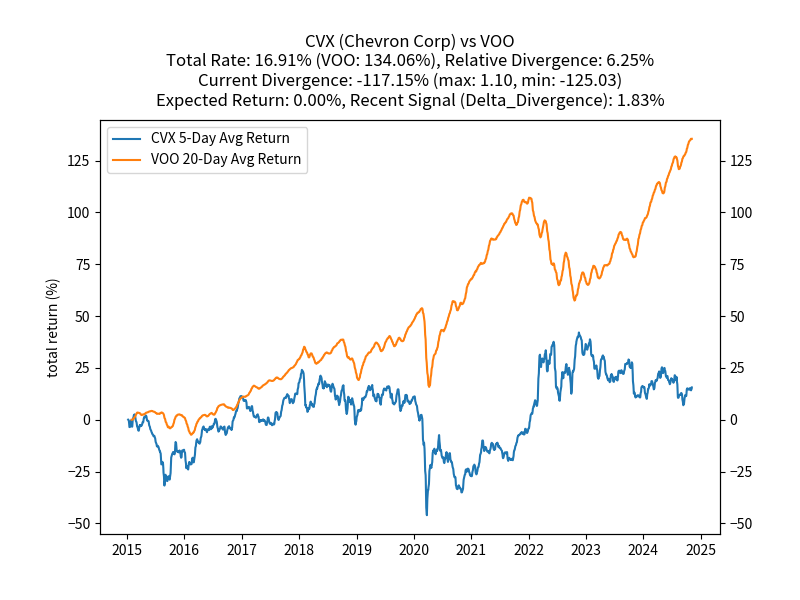 CVX (Chevron Corp) vs VOO
Total Rate: 16.91% (VOO: 134.06%), Relative Divergence: 6.25%
Current Divergence: -117.15% (max: 1.10, min: -125.03)
Expected Return: 0.00%, Recent Signal (Delta_Divergence): 1.83%
CVX 5-Day Avg Return
VOO 20-Day Avg Return
total return (%)
125 125
100 100
75 75
50 50
25 25
0 0
−25 −25
−50 −50
2015 2016 2017 2018 2019 2020 2021 2022 2023 2024 2025